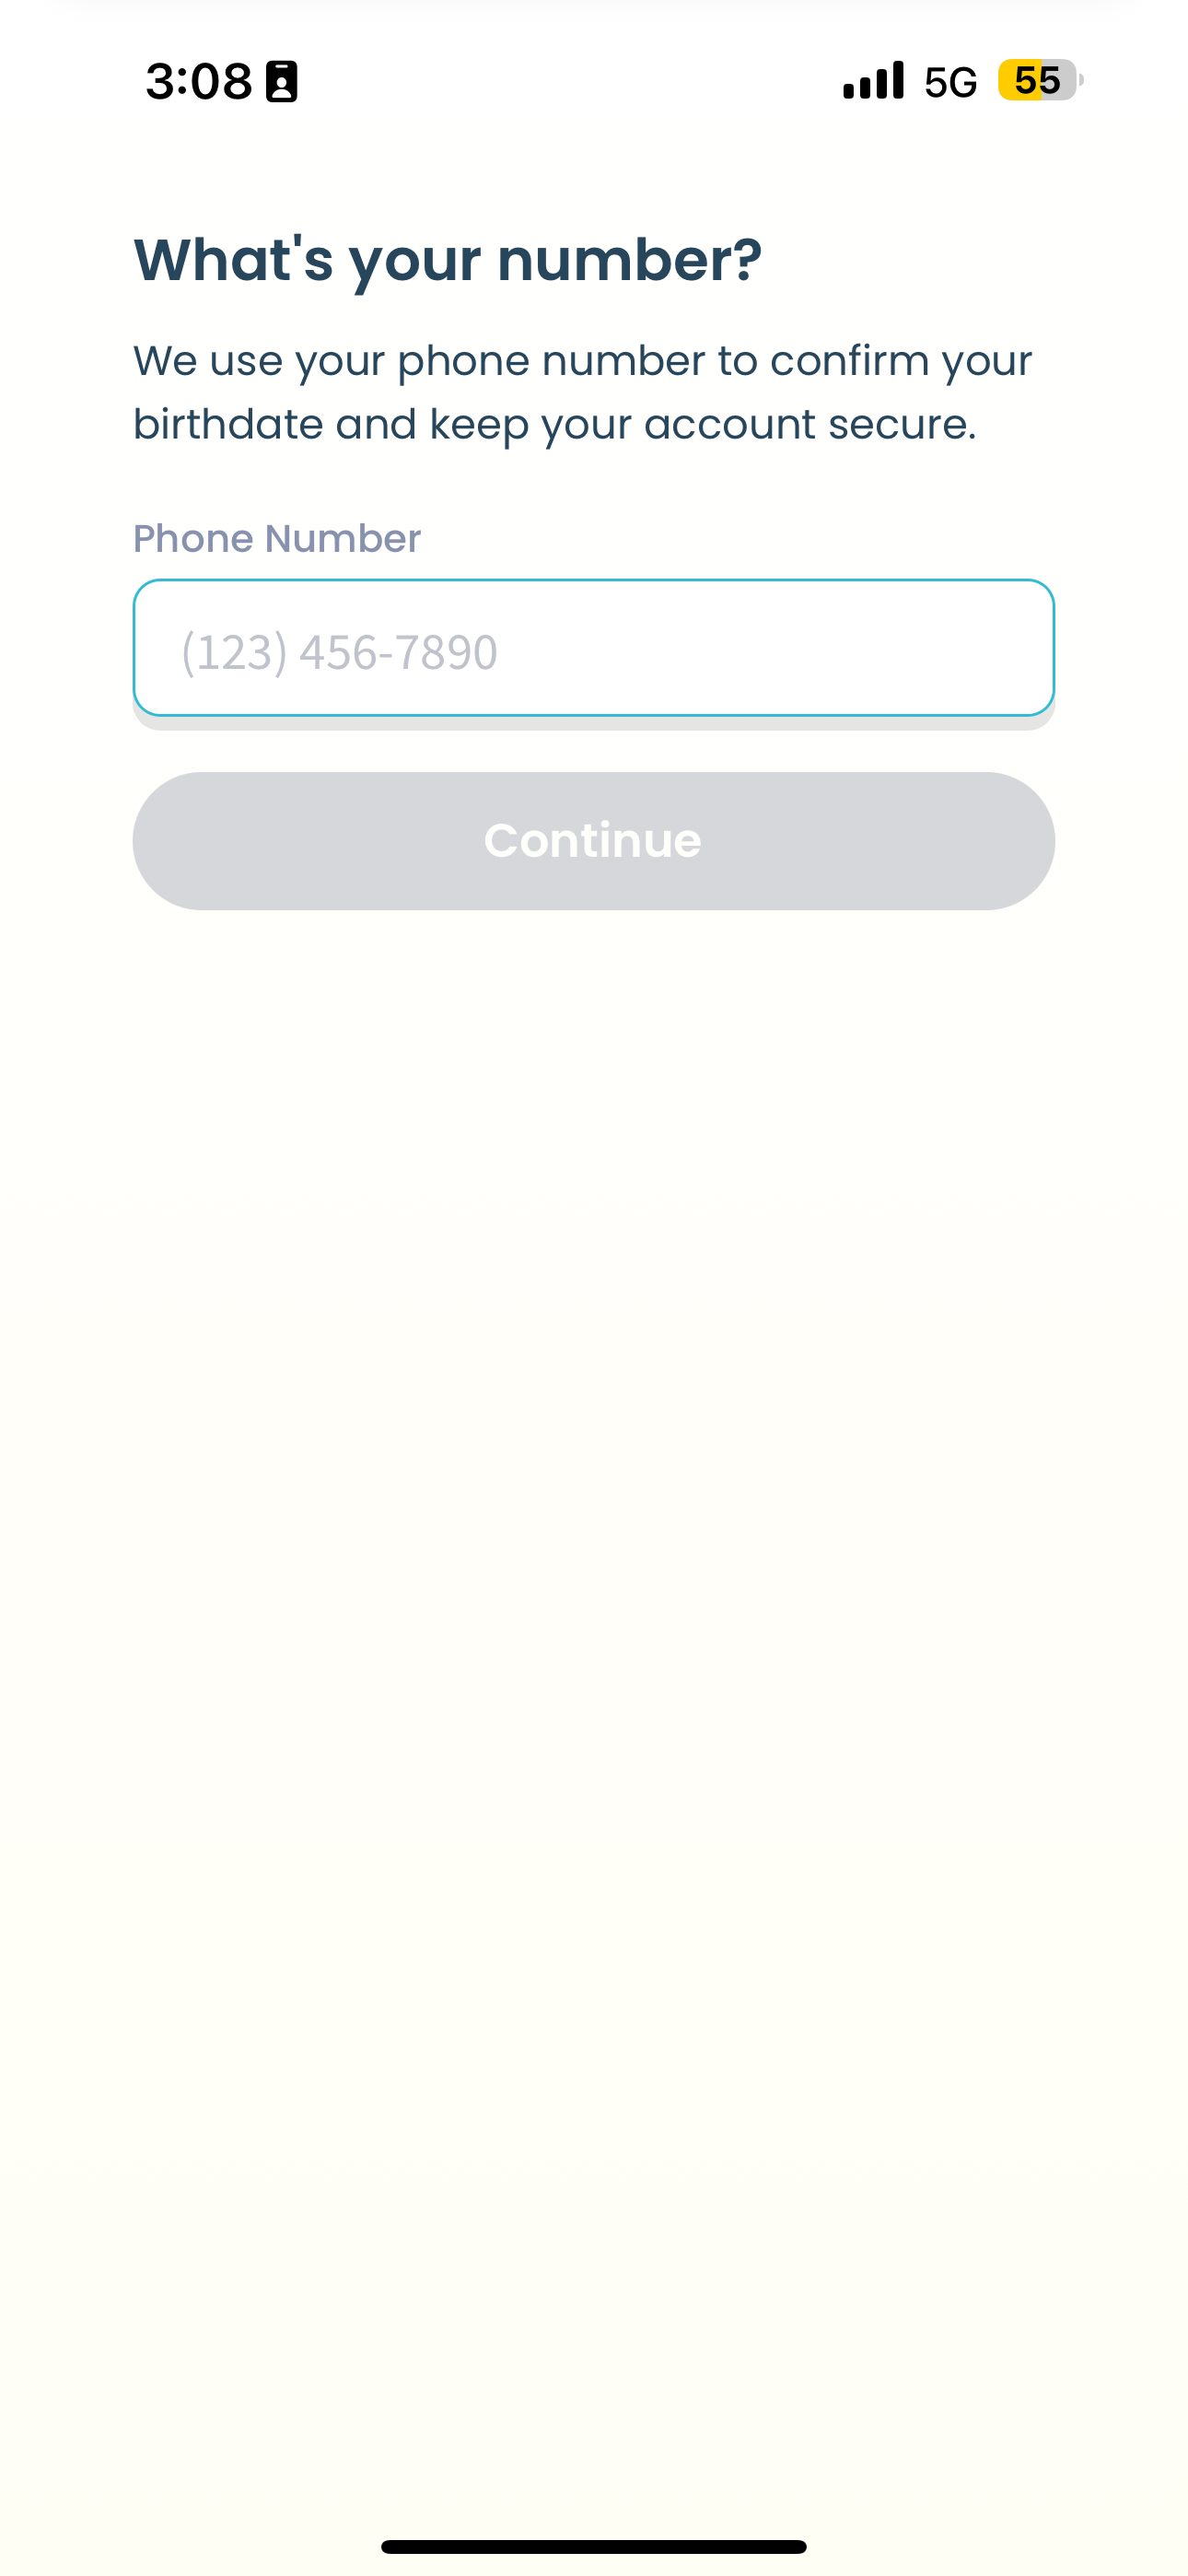 3:08
5G
55
What's your number?
We use your phone number to confirm your
birthdate and keep your account secure.
Phone Number
(123) 456-7890
Continue